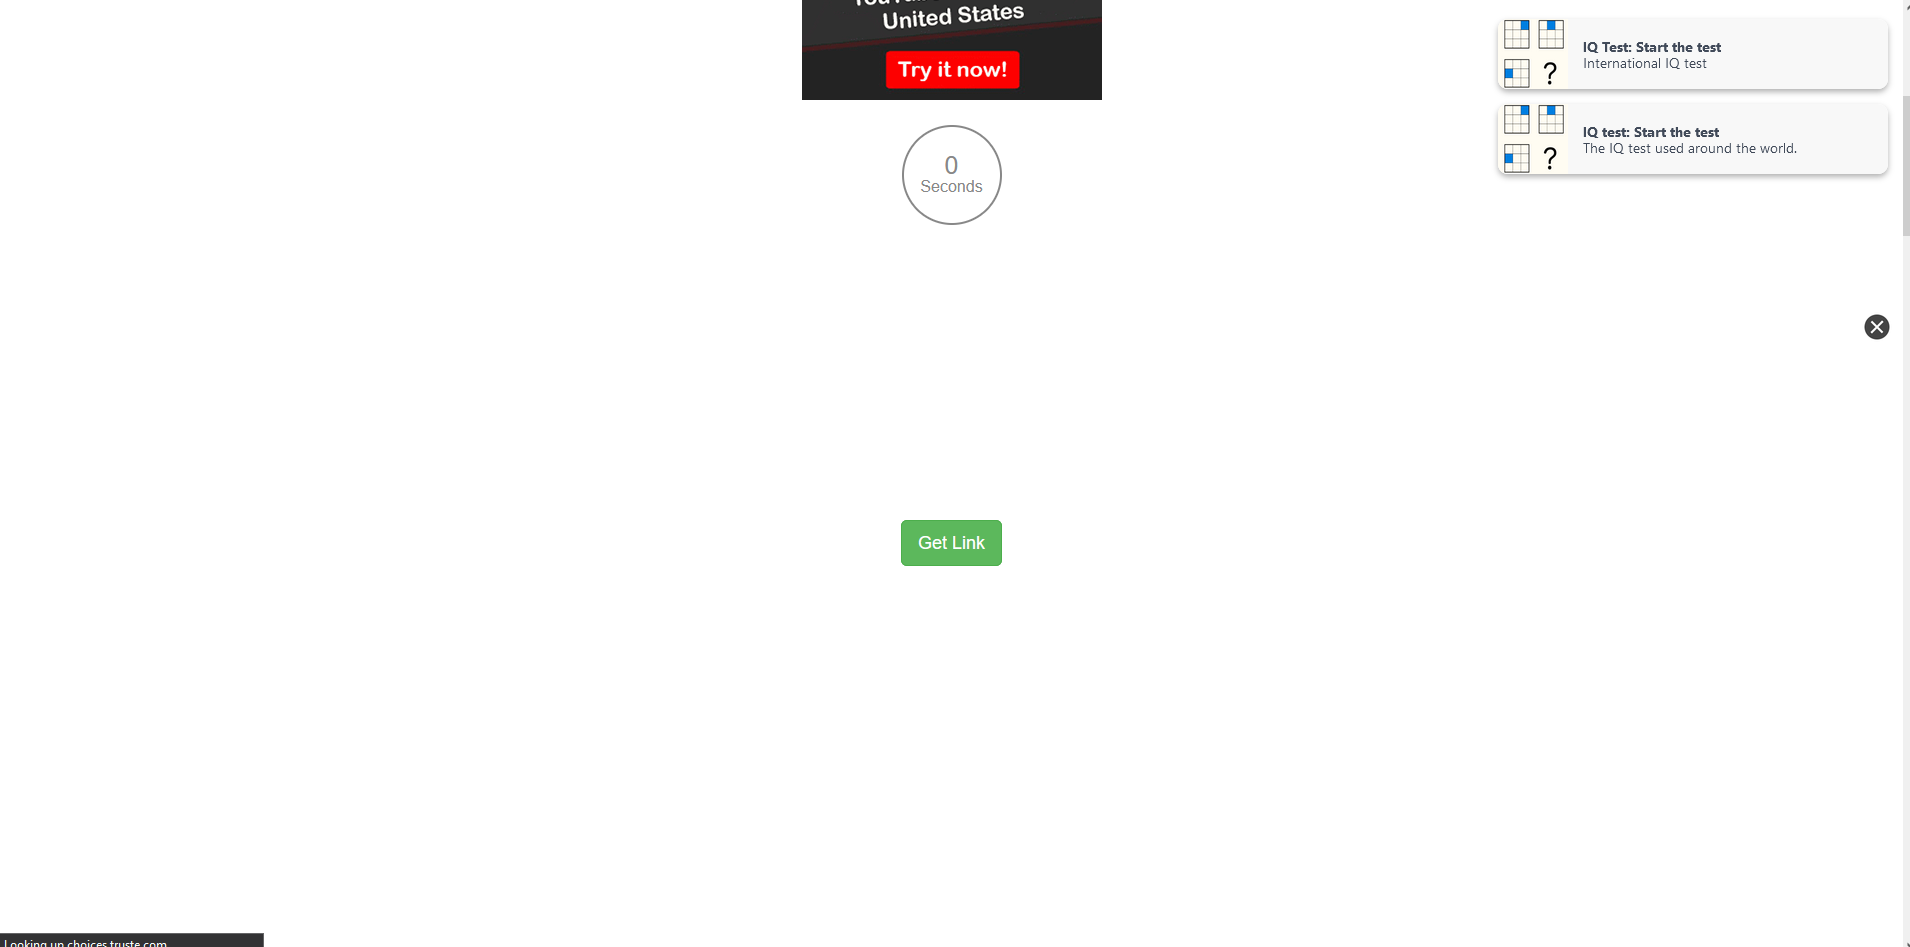 United States
Try it now!
0
Seconds
Get Link
IQ Test: Start the test
International IQ test
?
IQ test: Start the test
The IQ test used around the world.
?
Looking up choices.truste.com